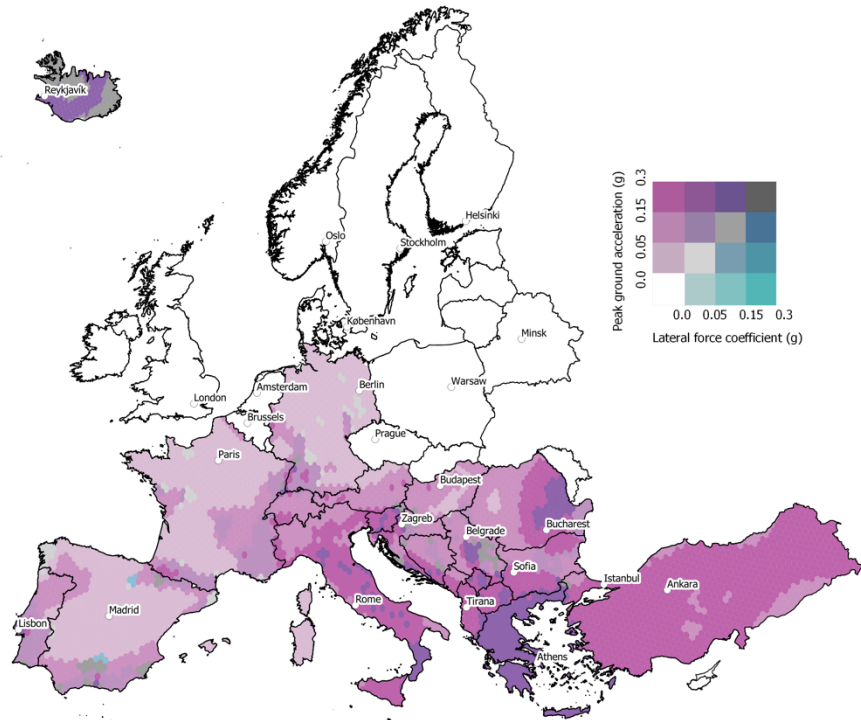 Reykjavík
Helsinki
Oslo
Stockholm
København
Minsk
London
Amsterdam
Berlin
Warsaw
Brussels
Prague
Paris
Budapest
Zagreb
Belgrade
Bucharest
Sofia
Istanbul
Ankara
Rome
Tirana
Madrid
Lisbon
Athens
Peak ground acceleration (g)
0.3
0.15
0.05
0.0
0.0 0.05 0.15 0.3
Lateral force coefficient (g)